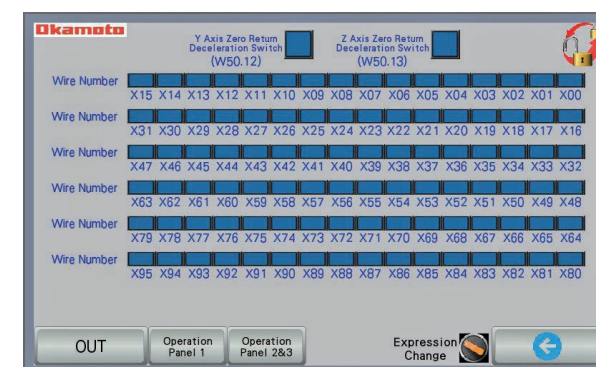 Okamoto
Y Axis Zero Return
Deceleration Switch
(W50.12)
Z Axis Zero Return
Deceleration Switch
(W50.13)
Wire Number
X15 X14 X13 X12 X11 X10 X09 X08 X07 X06 X05 X04 X03 X02 X01 X00
Wire Number
X31 X30 X29 X28 X27 X26 X25 X24 X23 X22 X21 X20 X19 X18 X17 X16
Wire Number
X47 X46 X45 X44 X43 X42 X41 X40 X39 X38 X37 X36 X35 X34 X33 X32
Wire Number
X63 X62 X61 X60 X59 X58 X57 X56 X55 X54 X53 X52 X51 X50 X49 X48
Wire Number
X79 X78 X77 X76 X75 X74 X73 X72 X71 X70 X69 X68 X67 X66 X65 X64
Wire Number
X95 X94 X93 X92 X91 X90 X89 X88 X87 X86 X85 X84 X83 X82 X81 X80
OUT
Operation
Panel 1
Operation
Panel 2&3
Expression
Change